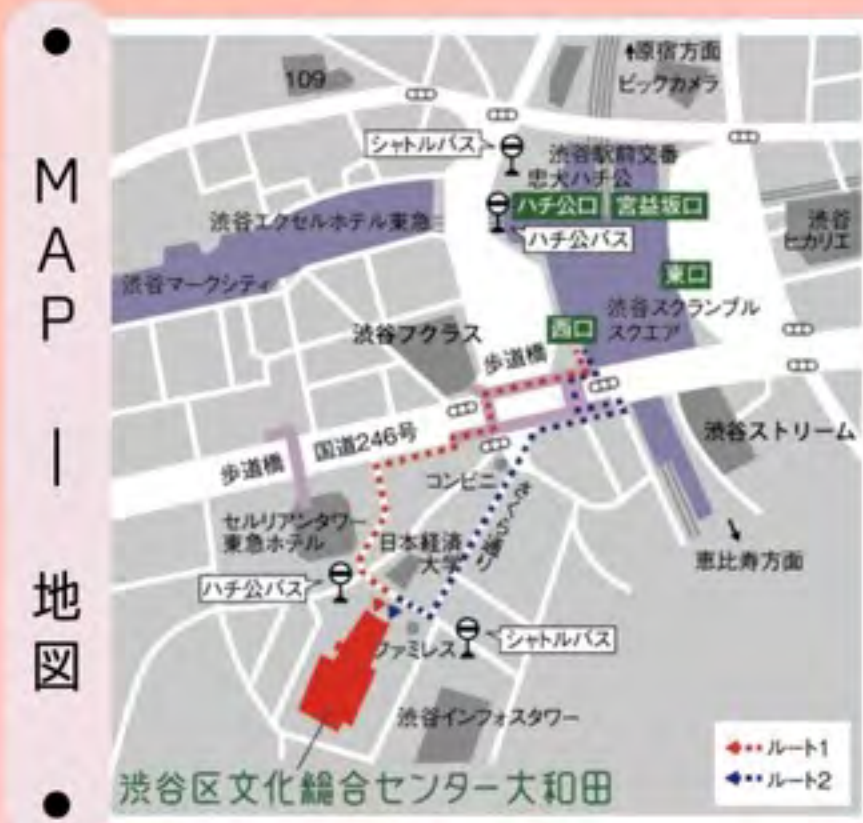 MAP — 地図
↑原宿方面
ビックカメラ
109
シャトルバス
渋谷駅前交番
忠犬ハチ公
ハチ公口
宮益坂口
ハチ公バス
渋谷エクセルホテル東急
渋谷
ヒカリエ
東口
渋谷マークシティ
渋谷スクランブル
スクエア
西口
渋谷フクラス
歩道橋
渋谷ストリーム
国道246号
歩道橋
コンビニ
さくら通り
セルリアンタワー
東急ホテル
日本経済
大学
恵比寿方面
ハチ公バス
シャトルバス
ファミレス
渋谷インフォスタワー
ルート1
ルート2
渋谷区文化総合センター大和田